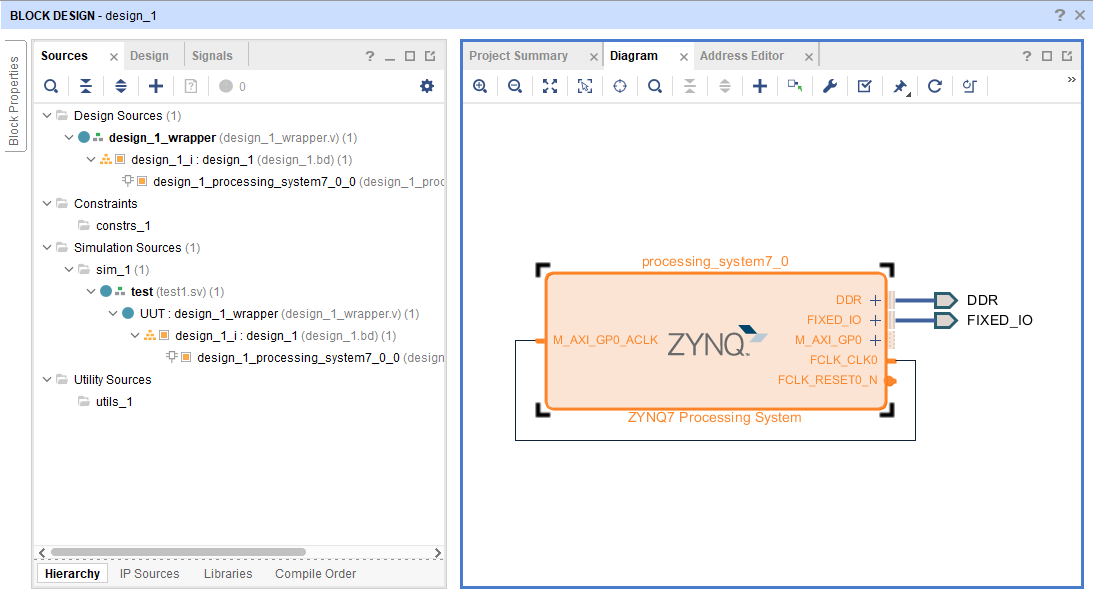 BLOCK DESIGN - design_1
Block Properties
Sources
Design
Signals
0
Design Sources (1)
design_1_wrapper (design_1_wrapper.v) (1)
design_1_i : design_1 (design_1.bd) (1)
design_1_processing_system7_0_0 (design_1_proc
Constraints
constrs_1
Simulation Sources (1)
sim_1 (1)
test (test1.sv) (1)
UUT : design_1_wrapper (design_1_wrapper.v) (1)
design_1_i : design_1 (design_1.bd) (1)
design_1_processing_system7_0_0 (design
Utility Sources
utils_1
Hierarchy
IP Sources
Libraries
Compile Order
Project Summary
Diagram
Address Editor
processing_system7_0
DDR
DDR
FIXED_IO
FIXED_IO
M_AXI_GP0_ACLK
ZYNQ
M_AXI_GP0
FCLK_CLK0
FCLK_RESET0_N
ZYNQ7 Processing System